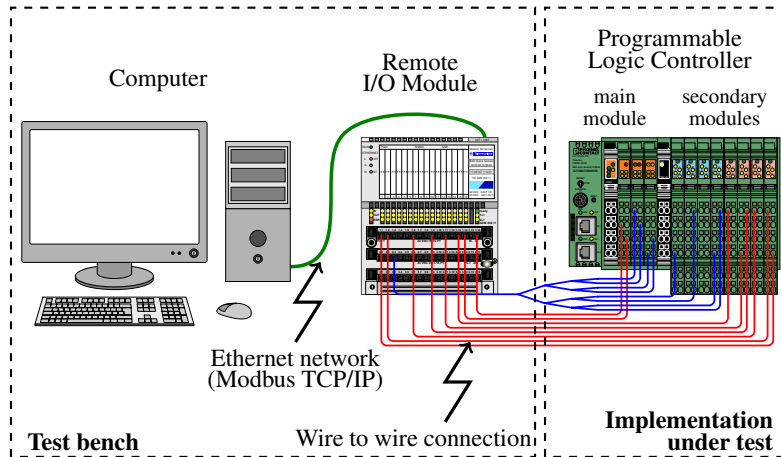 Computer
Remote
I/O Module
Programmable
Logic Controller
main
module
secondary
modules
Ethernet network
(Modbus TCP/IP)
Wire to wire connection
Test bench
Implementation
under test